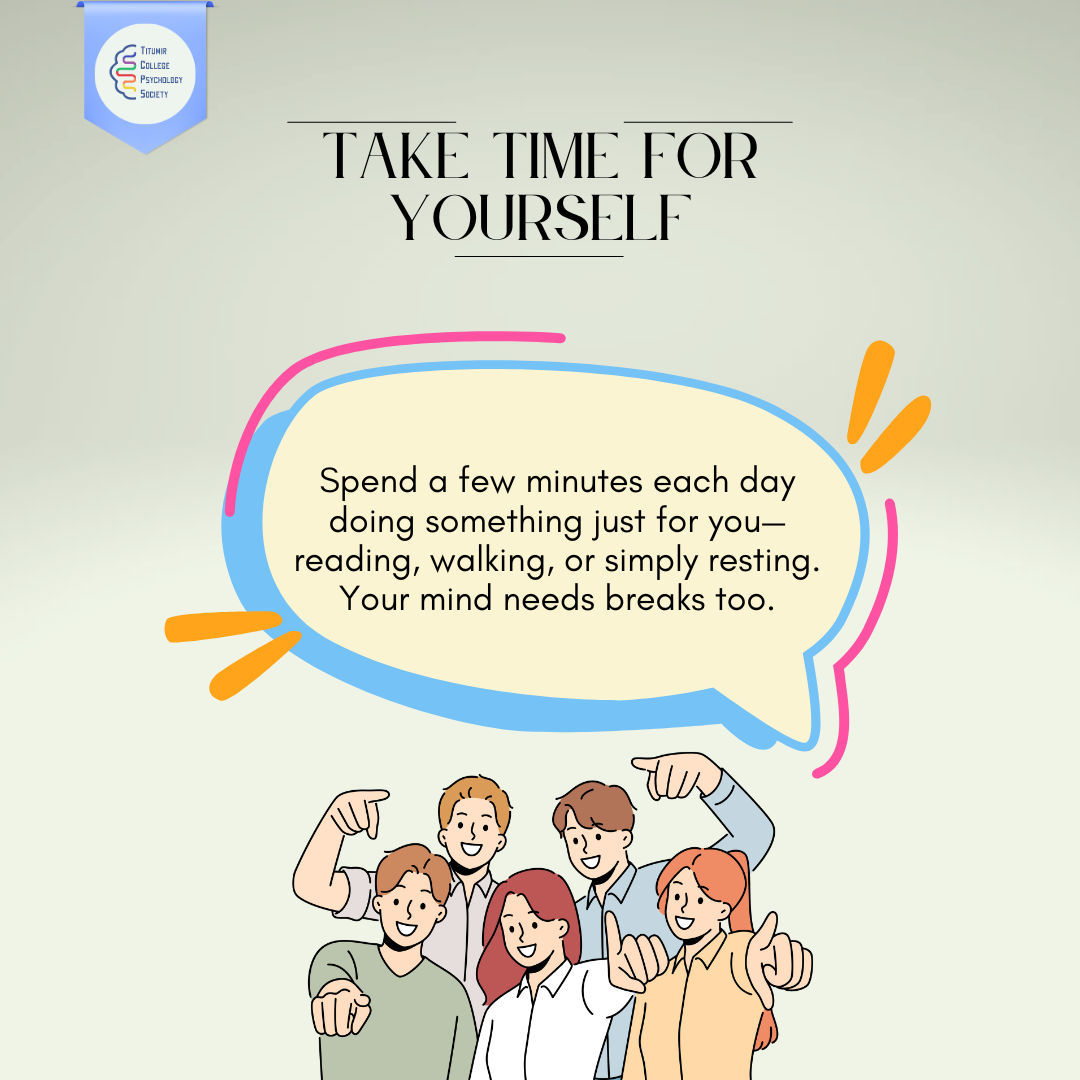 TITUMIR
COLLEGE
PSYCHOLOGY
SOCIETY
TAKE TIME FOR
YOURSELF
Spend a few minutes each day
doing something just for you—
reading, walking, or simply resting.
Your mind needs breaks too.